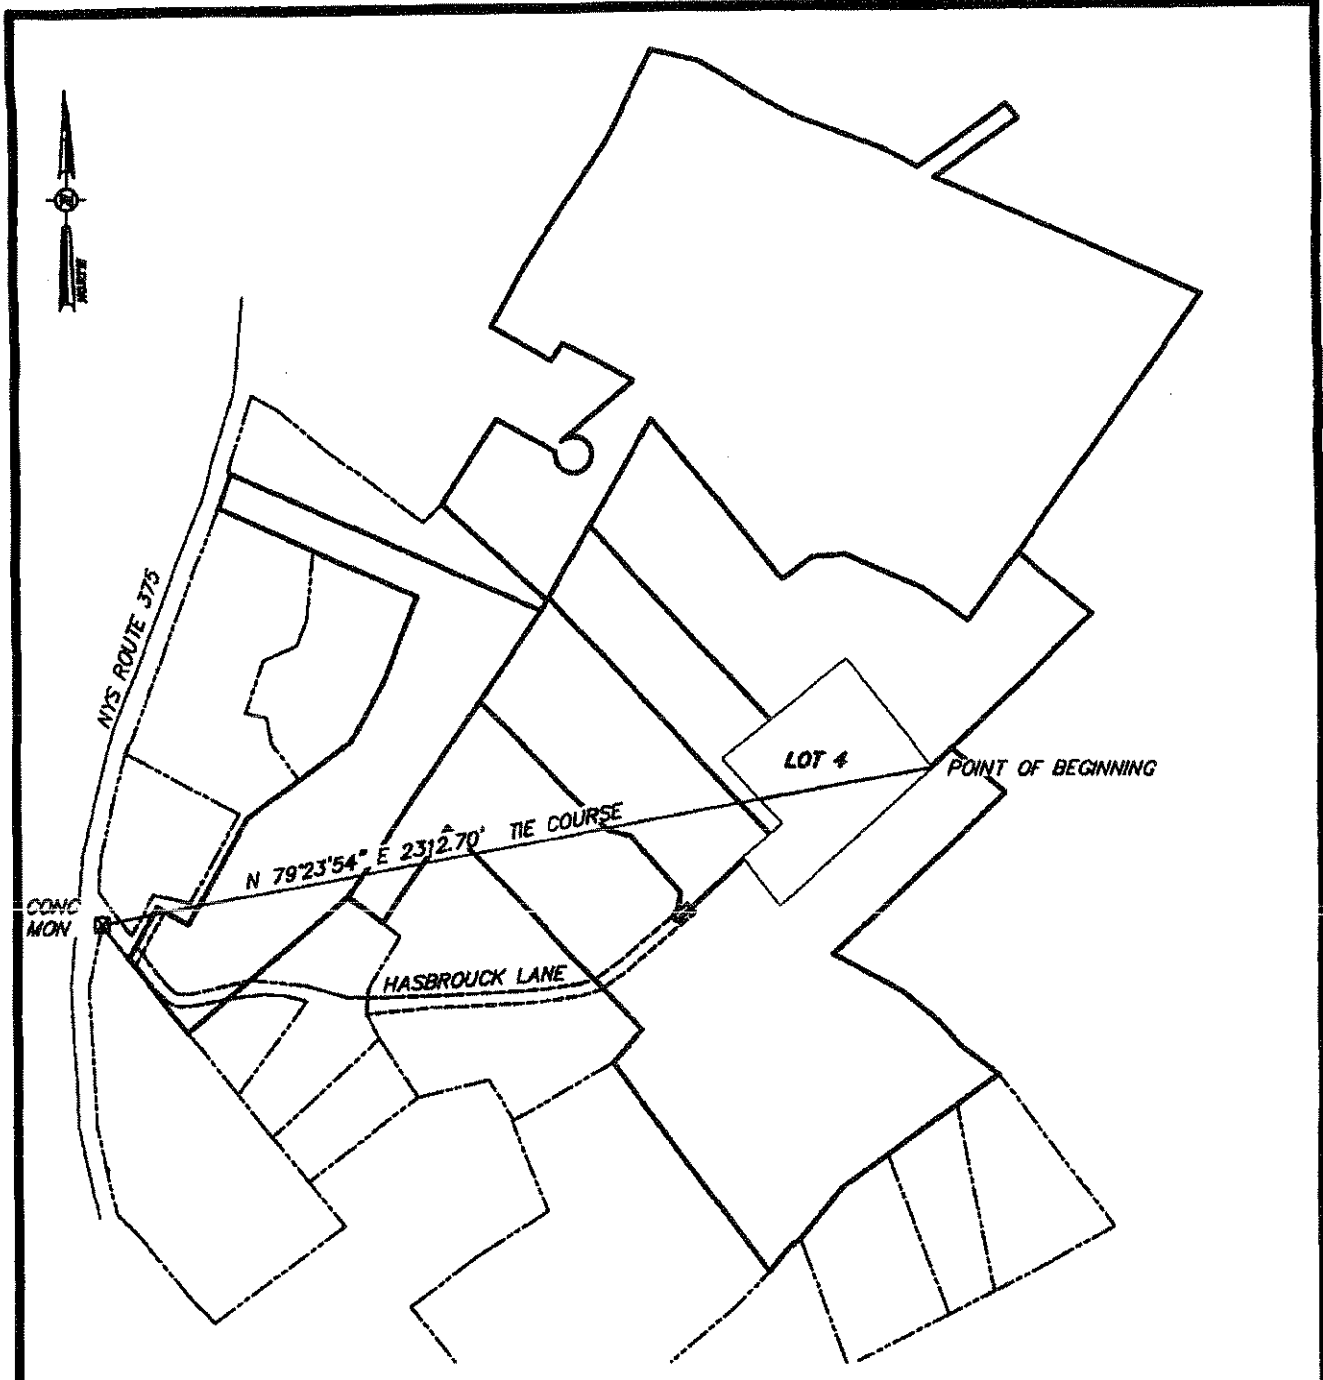 NORTH
NYS ROUTE 375
LOT 4
POINT OF BEGINNING
N 79°23'54" E 2312.70' TIE COURSE
CONC
MON
HASBROUCK LANE